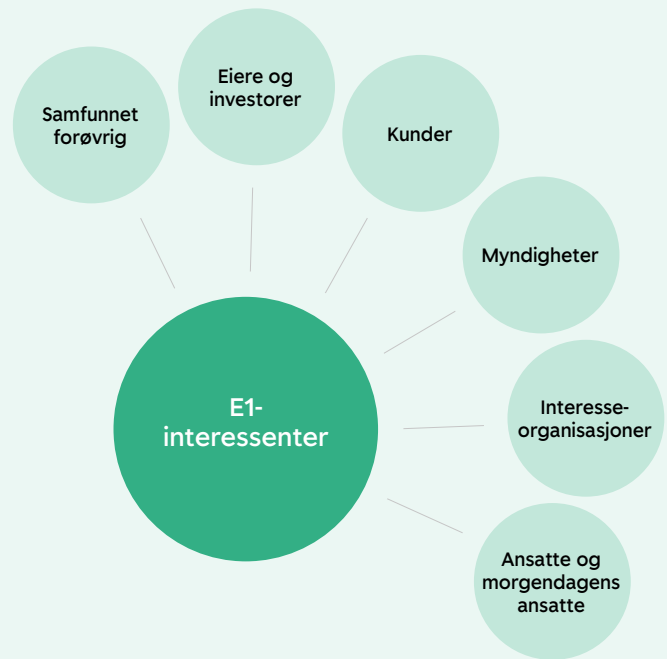 Samfunnet
forøvrig
Eiere og
investorer
Kunder
Myndigheter
Interesse-
organisasjoner
Ansatte og
morgendagens
ansatte
E1-
interessenter